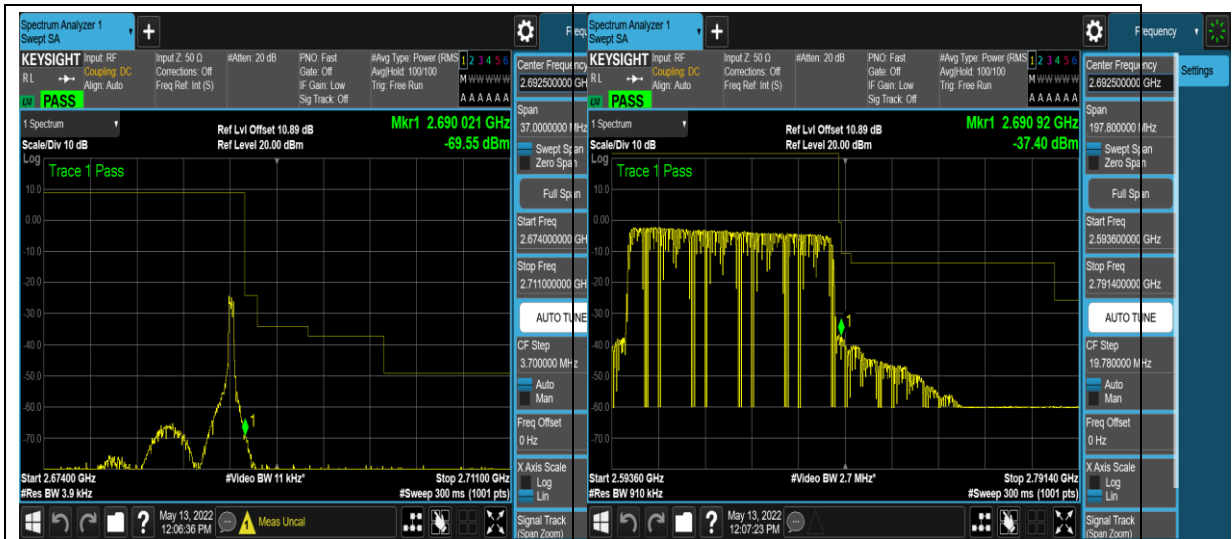 Spectrum Analyzer 1
Swept SA
+
KEYSIGHT
RL
Input: RF
Coupling: DC
Align: Auto
Input Z: 50 Ω
Corrections: Off
Freq Ref: Int (S)
#Atten: 20 dB
PNO: Fast
Gate: Off
IF Gain: Low
Sig Track: Off
#Avg Type: Power (RMS
Avg|Hold: 100/100
Trig: Free Run
1 2 3 4 5 6
M W W W W W
A A A A A A
PASS
1 Spectrum
Scale/Div 10 dB
Ref Lvl Offset 10.89 dB
Ref Level 20.00 dBm
Mkr1 2.690 021 GHz
-69.55 dBm
Log
Trace 1 Pass
10.0
0.00
-10.0
-20.0
-30.0
-40.0
-50.0
-60.0
-70.0
1
Start 2.67400 GHz
#Res BW 3.9 kHz
#Video BW 11 kHz*
Stop 2.71100 GHz
#Sweep 300 ms (1001 pts)
?
May 13, 2022
12:06:36 PM
Meas Uncal
Center Frequency
2.692500000 GHz
Span
37.0000000 MHz
Swept Span
Zero Span
Full Span
Start Freq
2.674000000 GH
Stop Freq
2.711000000 GH
AUTO TUNE
CF Step
3.700000 MHz
Auto
Man
Freq Offset
0 Hz
X Axis Scale
Log
Lin
Signal Track
(Span Zoom)
Spectrum Analyzer 1
Swept SA
+
KEYSIGHT
RL
Input: RF
Coupling: DC
Align: Auto
Input Z: 50 Ω
Corrections: Off
Freq Ref: Int (S)
#Atten: 20 dB
PNO: Fast
Gate: Off
IF Gain: Low
Sig Track: Off
#Avg Type: Power (RMS
Avg|Hold: 100/100
Trig: Free Run
1 2 3 4 5 6
M W W W W W
A A A A A A
PASS
1 Spectrum
Scale/Div 10 dB
Ref Lvl Offset 10.89 dB
Ref Level 20.00 dBm
Mkr1 2.690 92 GHz
-37.40 dBm
Log
Trace 1 Pass
10.0
0.00
-10.0
-20.0
-30.0
-40.0
-50.0
-60.0
-70.0
1
Start 2.59360 GHz
#Res BW 910 kHz
#Video BW 2.7 MHz*
Stop 2.79140 GHz
#Sweep 300 ms (1001 pts)
?
May 13, 2022
12:07:23 PM
Frequency
Settings
Center Frequency
2.692500000 GHz
Span
197.800000 MHz
Swept Span
Zero Span
Full Span
Start Freq
2.593600000 GHz
Stop Freq
2.791400000 GHz
AUTO TUNE
CF Step
19.780000 MHz
Auto
Man
Freq Offset
0 Hz
X Axis Scale
Log
Lin
Signal Track
(Span Zoom)